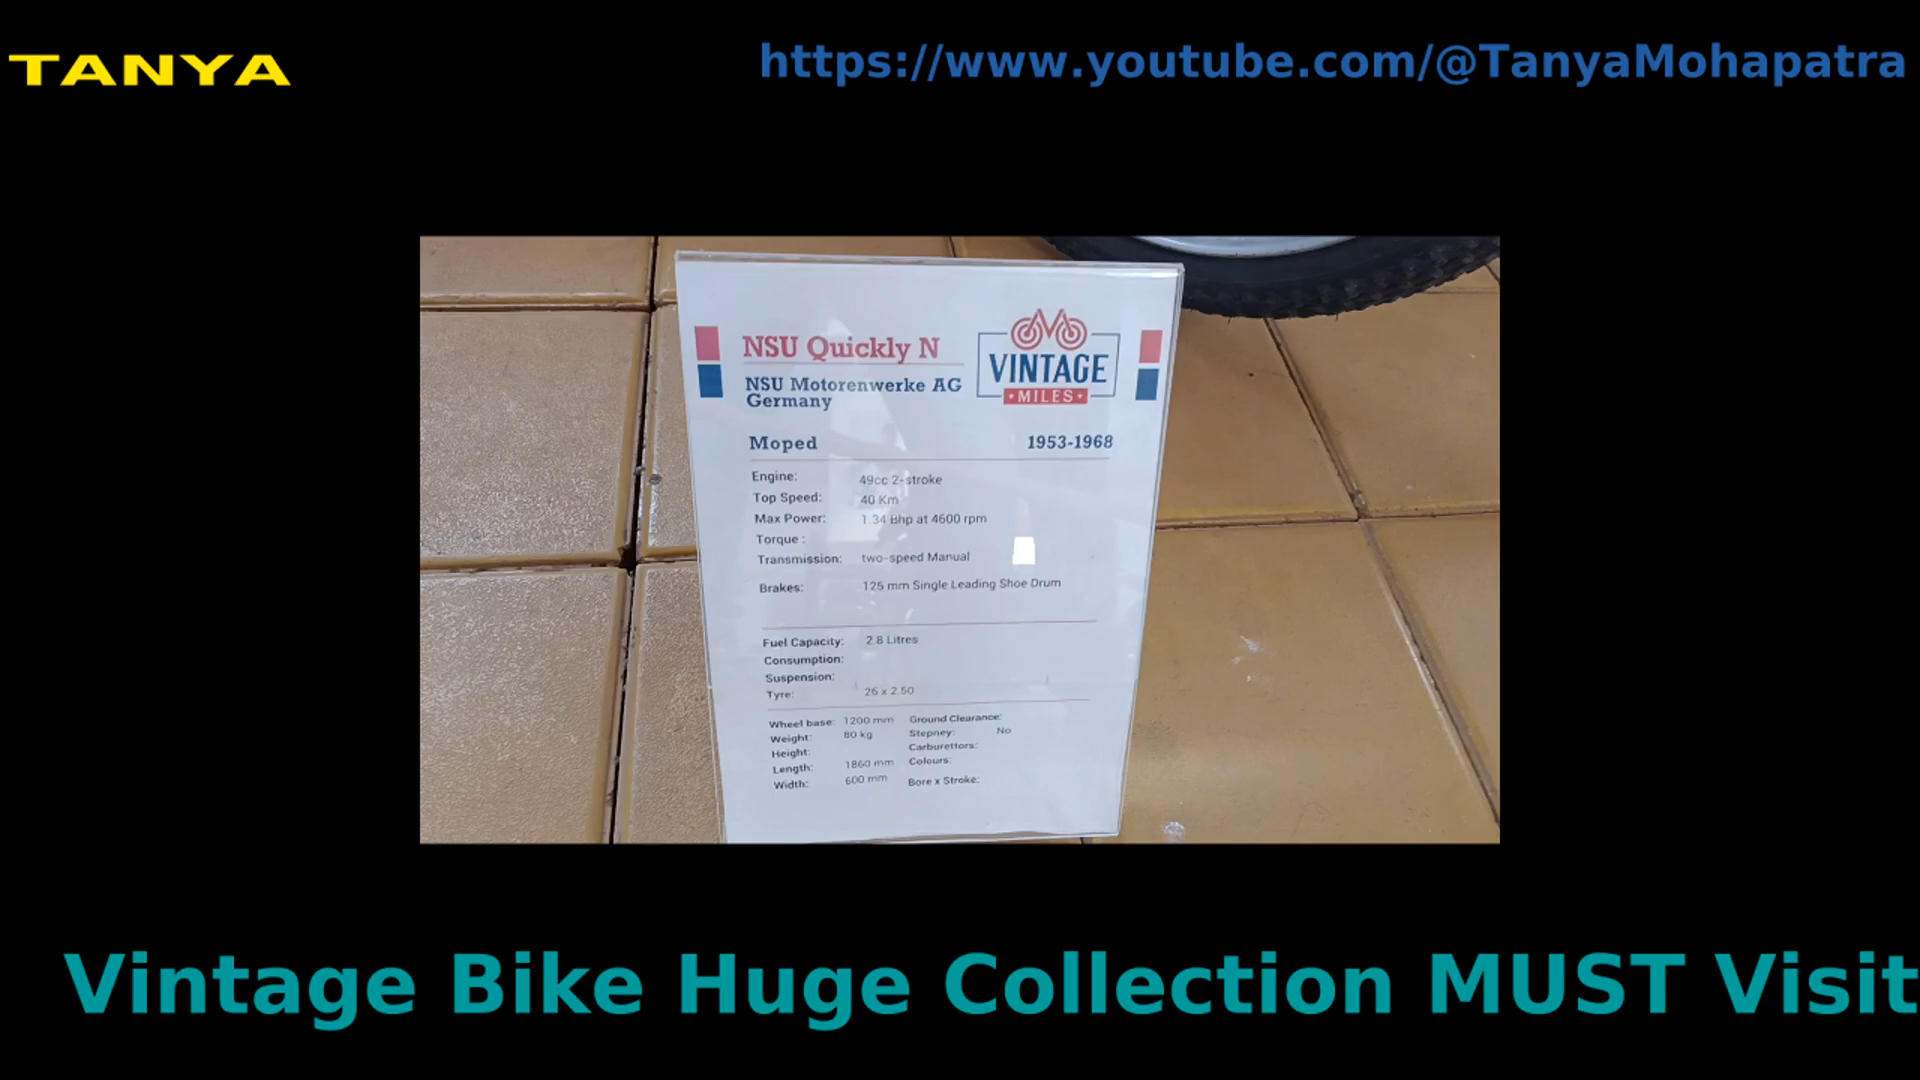 TANYA
https://www.youtube.com/@TanyaMohapatra
NSU Quickly N
NSU Motorenwerke AG
Germany
VINTAGE
MILES
Moped 1953-1968
Engine: 49cc 2-stroke
Top Speed: 40 Km
Max Power: 1.34 Bhp at 4600 rpm
Torque :
Transmission: two-speed Manual
Brakes: 125 mm Single Leading Shoe Drum
Fuel Capacity: 2.8 Litres
Consumption:
Suspension:
Tyre: 26 x 2.50
Wheel base: 1200 mm Ground Clearance:
Weight: 80 kg Stepney: No
Height: Carburettors:
Length: 1860 mm Colours:
Width: 600 mm Bore x Stroke:
Vintage Bike Huge Collection MUST Visit